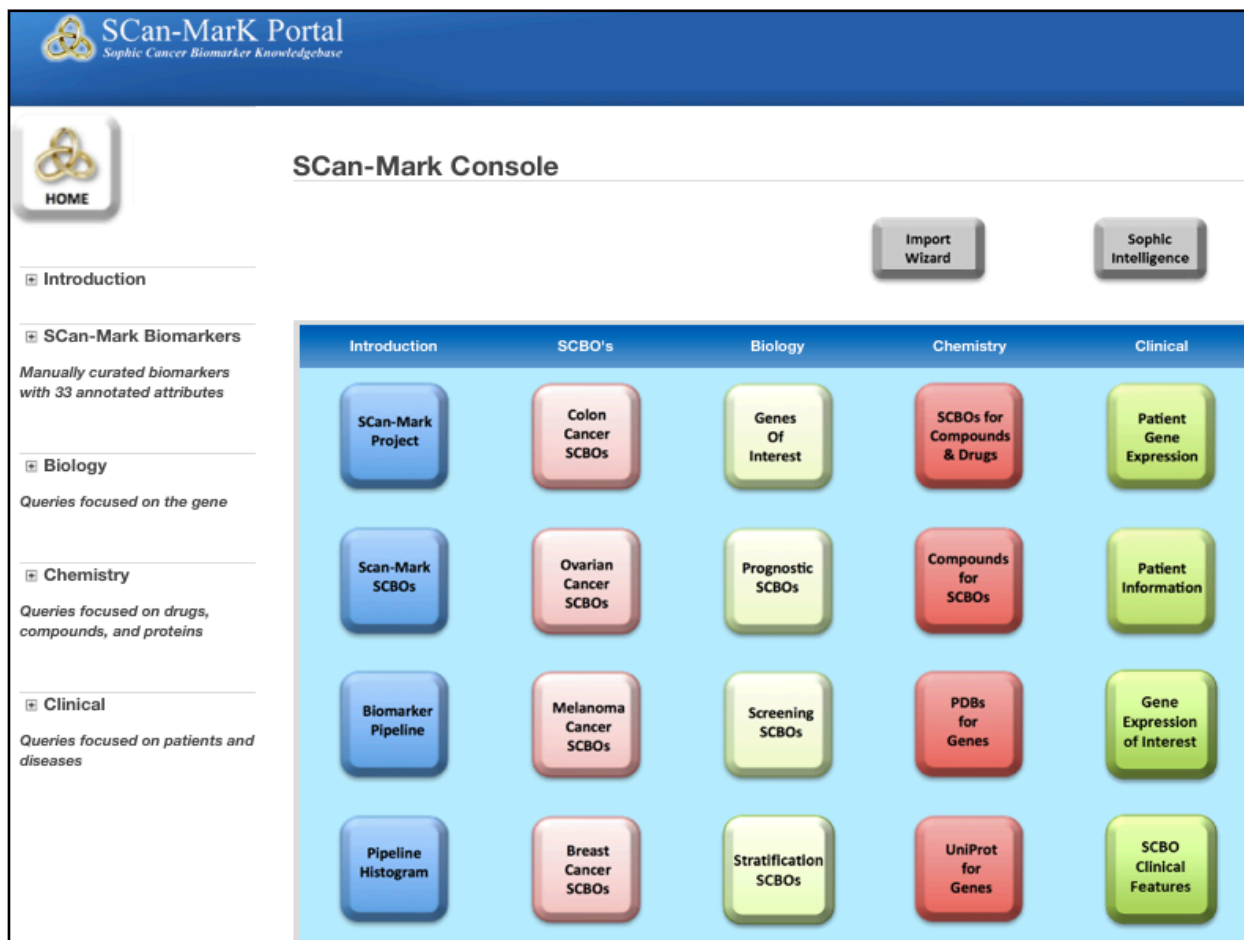 SCan-MarK Portal
Sophic Cancer Biomarker Knowledgebase
HOME
Introduction
SCan-Mark Biomarkers
Manually curated biomarkers
with 33 annotated attributes
Biology
Queries focused on the gene
Chemistry
Queries focused on drugs,
compounds, and proteins
Clinical
Queries focused on patients and
diseases
SCan-Mark Console
Import
Wizard
Sophic
Intelligence
Introduction
SCBO's
Biology
Chemistry
Clinical
SCan-Mark
Project
Colon
Cancer
SCBOs
Genes
Of
Interest
SCBOs for
Compounds
& Drugs
Patient
Gene
Expression
Scan-Mark
SCBOs
Ovarian
Cancer
SCBOs
Prognostic
SCBOs
Compounds
for
SCBOs
Patient
Information
Biomarker
Pipeline
Melanoma
Cancer
SCBOs
Screening
SCBOs
PDBs
for
Genes
Gene
Expression
of Interest
Pipeline
Histogram
Breast
Cancer
SCBOs
Stratification
SCBOs
UniProt
for
Genes
SCBO
Clinical
Features